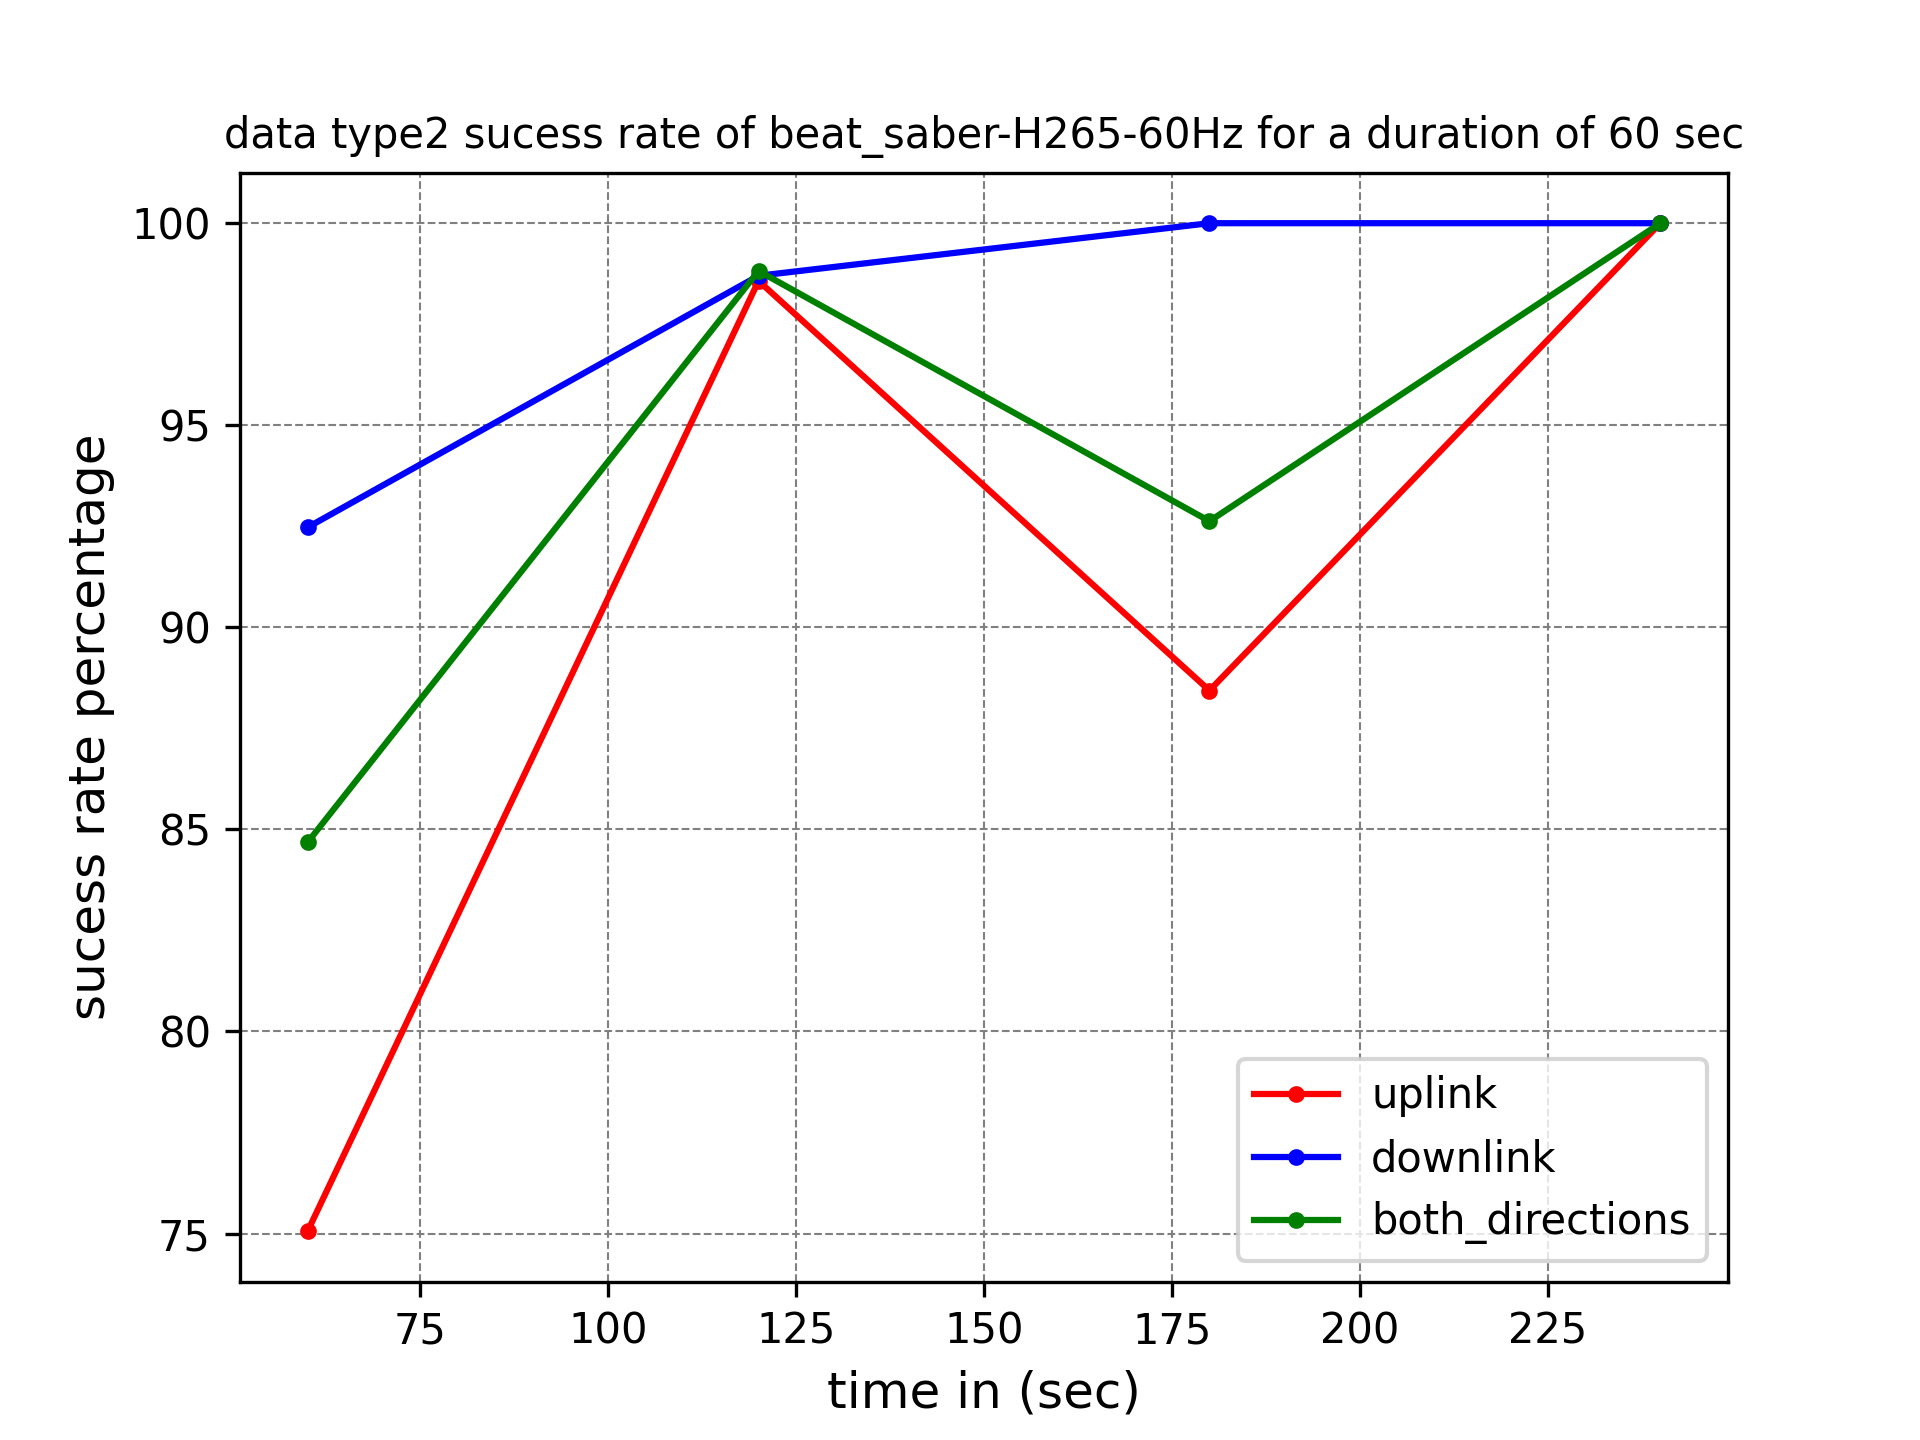 data type2 sucess rate of beat_saber-H265-60Hz for a duration of 60 sec
sucess rate percentage
100
95
90
85
80
75
uplink
downlink
both_directions
75 100 125 150 175 200 225
time in (sec)